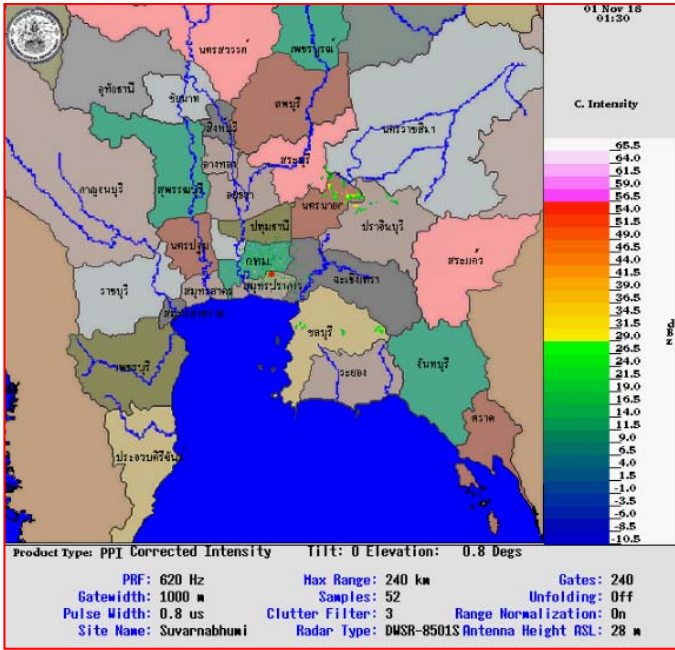 01 Nov 18
01:30
C. Intensity
65.5
64.0
61.5
59.0
56.5
54.0
51.5
49.0
46.5
44.0
41.5
39.0
36.5
34.0
31.5
29.0
26.5
24.0
21.5
19.0
16.5
14.0
11.5
9.0
6.5
4.0
1.5
-1.0
-3.5
-6.0
-8.5
-10.5
นครสวรรค์
เพชรบูรณ์
อุทัยธานี
ชัยนาท
ลพบุรี
สิงหบุรี
นครราชสีมา
อ่างทอง
สระบุรี
กาญจนบุรี
สุพรรณบุรี
อยุธยา
นครนายก
ปราจีนบุรี
ปทุมธานี
นครปฐม
กทม.
สระแก้ว
ราชบุรี
สมุทรสาคร
สมุทรปราการ
ฉะเชิงเทรา
สมุทรสงคราม
ชลบุรี
เพชรบุรี
ระยอง
จันทบุรี
ตราด
ประจวบคีรีขัน
Product Type: PPI Corrected Intensity Tilt: 0 Elevation: 0.8 Degs
PRF: 620 Hz Max Range: 240 km Gates: 240
Gatewidth: 1000 m Samples: 52 Unfolding: Off
Pulse Width: 0.8 us Clutter Filter: 3 Range Normalization: On
Site Name: Suvarnabhumi Radar Type: DWSR-8501S Antenna Height ASL: 28 m